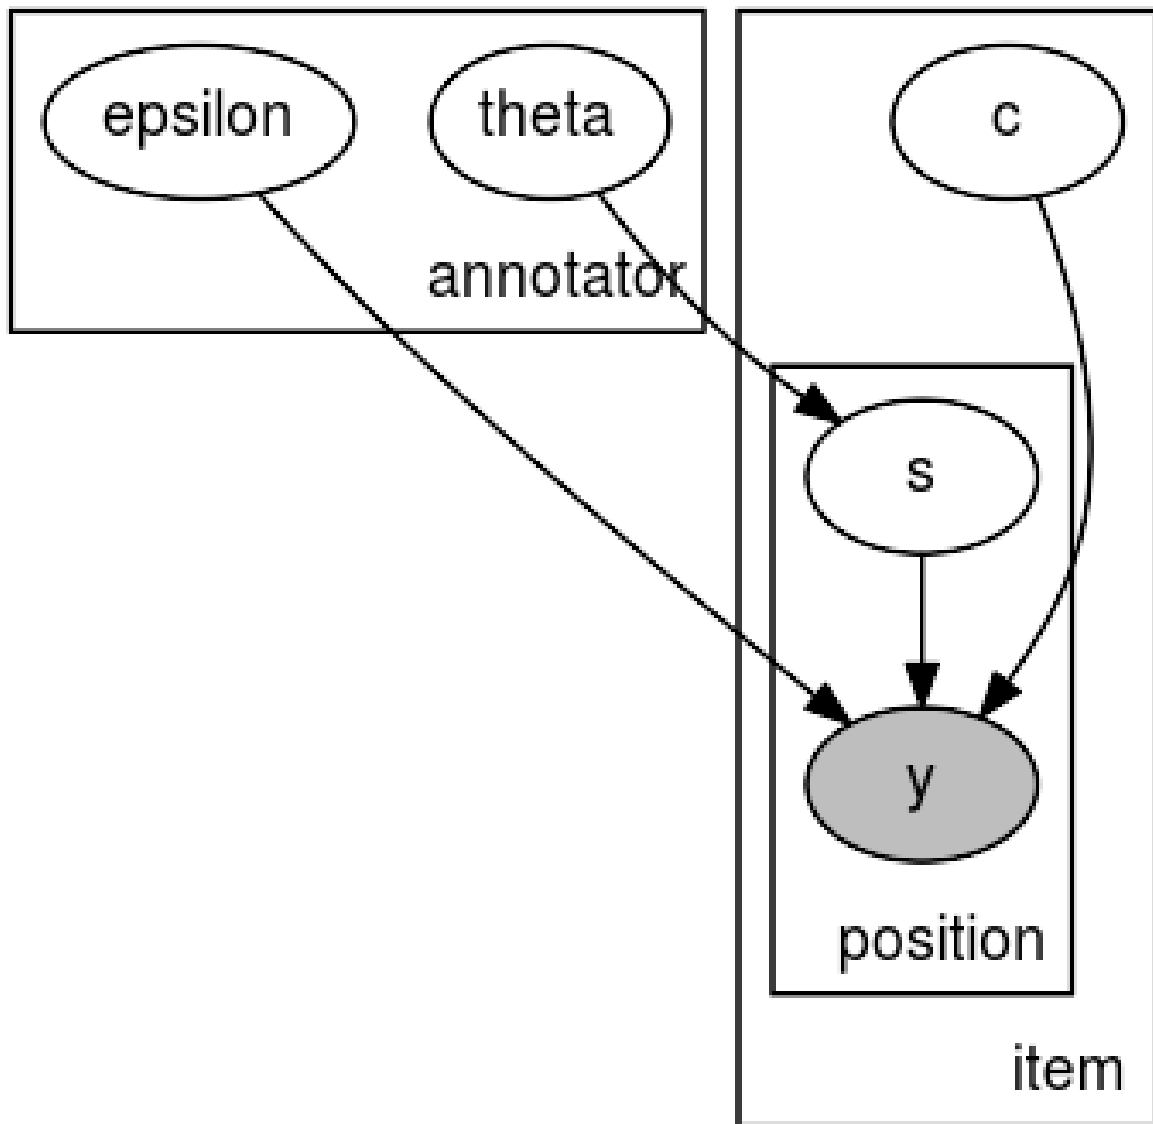 epsilon
theta
c
annotator
s
y
position
item